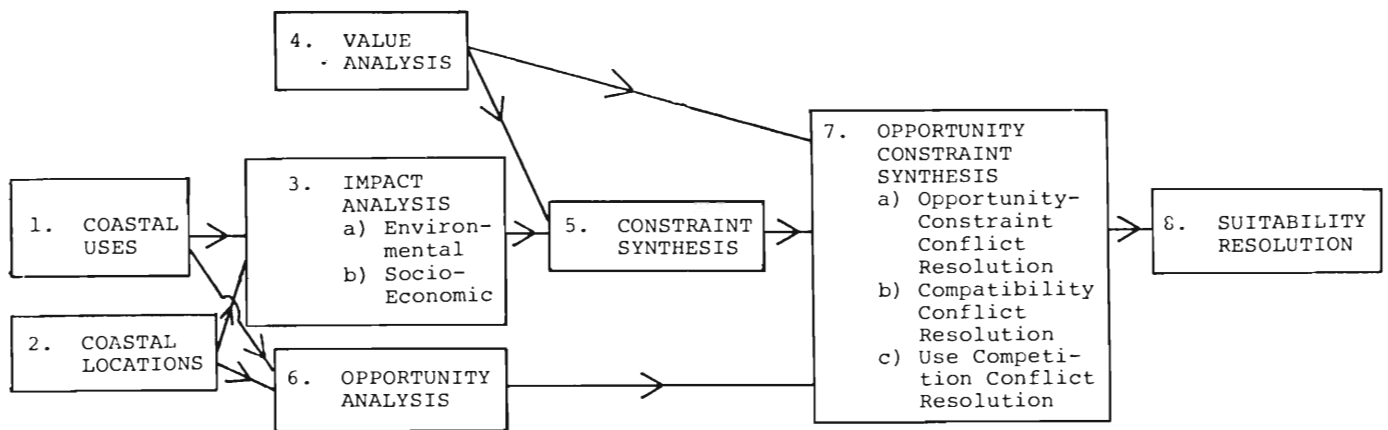 4. VALUE
ANALYSIS
1. COASTAL
USES
2. COASTAL
LOCATIONS
3. IMPACT
ANALYSIS
a) Environ-
mental
b) Socio-
Economic
5. CONSTRAINT
SYNTHESIS
6. OPPORTUNITY
ANALYSIS
7. OPPORTUNITY
CONSTRAINT
SYNTHESIS
a) Opportunity-
Constraint
Conflict
Resolution
b) Compatibility
Conflict
Resolution
c) Use Competi-
tion Conflict
Resolution
8. SUITABILITY
RESOLUTION